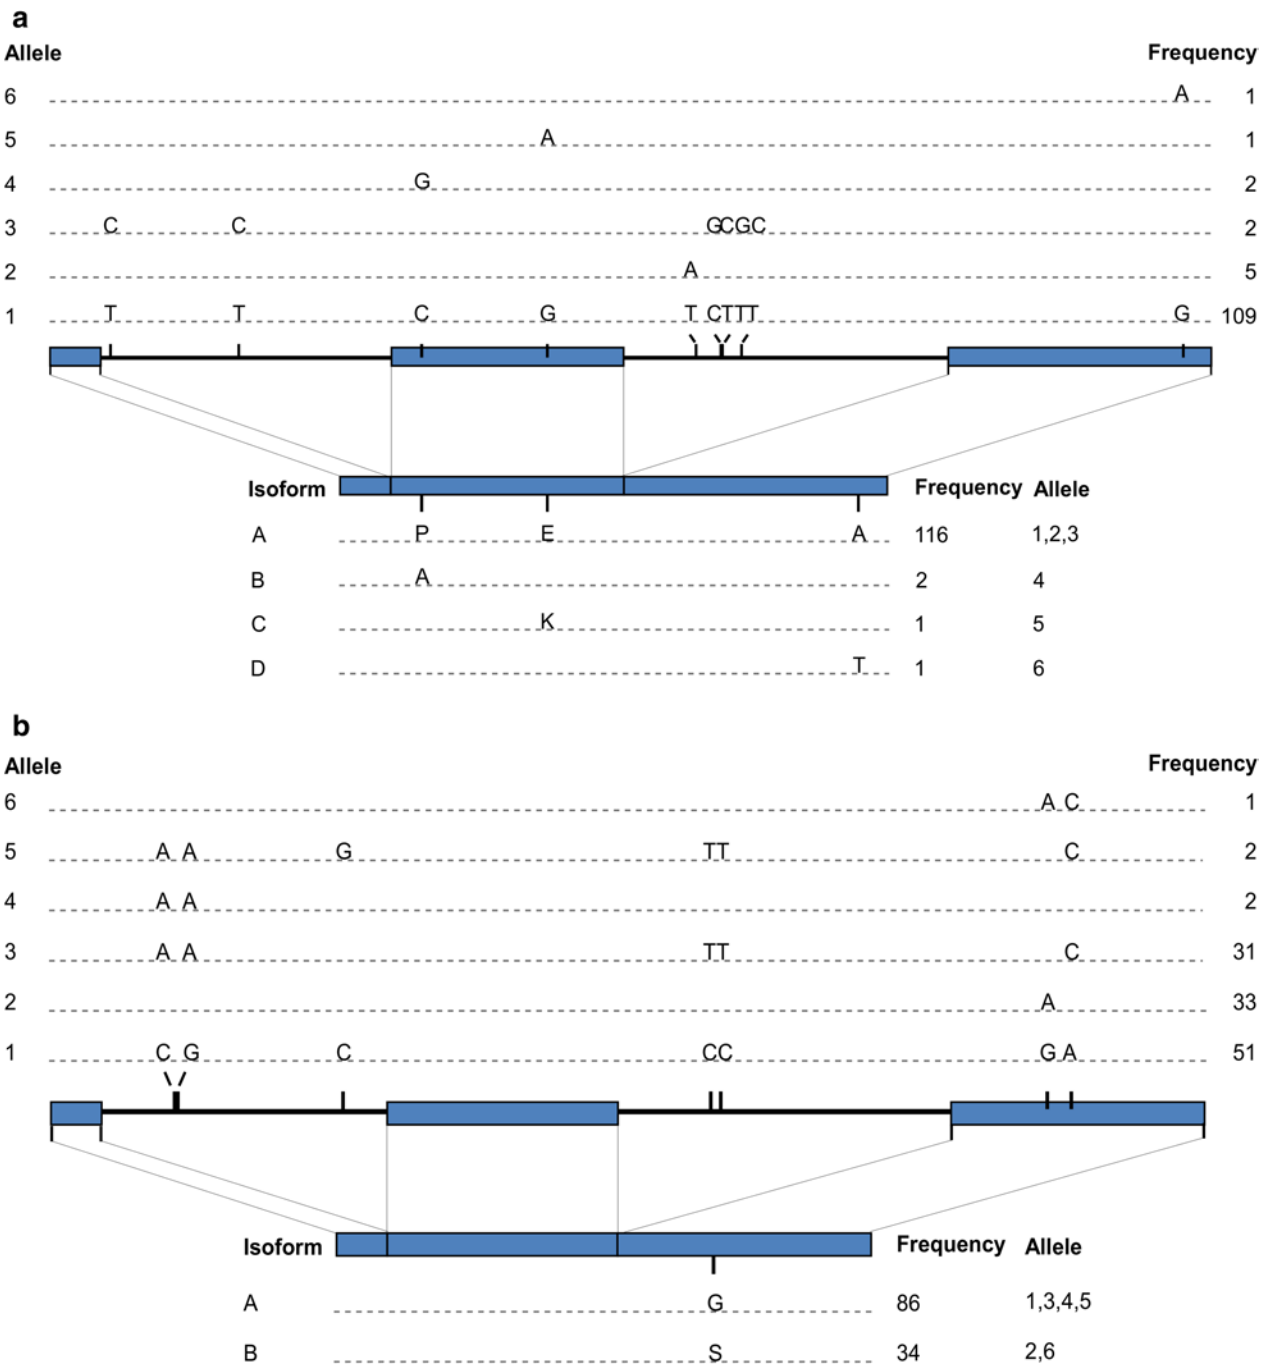 a
Allele Frequency
6 A 1
5 A 1
4 G 2
3 C C GCGC 2
2 A 5
1 T T C G T CTTT G 109
Isoform Frequency Allele
A P E A 116 1,2,3
B A 2 4
C K 1 5
D T 1 6
b
Allele Frequency
6 A C 1
5 A A G TT C 2
4 A A 2
3 A A TT C 31
2 A 33
1 C G C CC G A 51
Isoform Frequency Allele
A G 86 1,3,4,5
B S 34 2,6